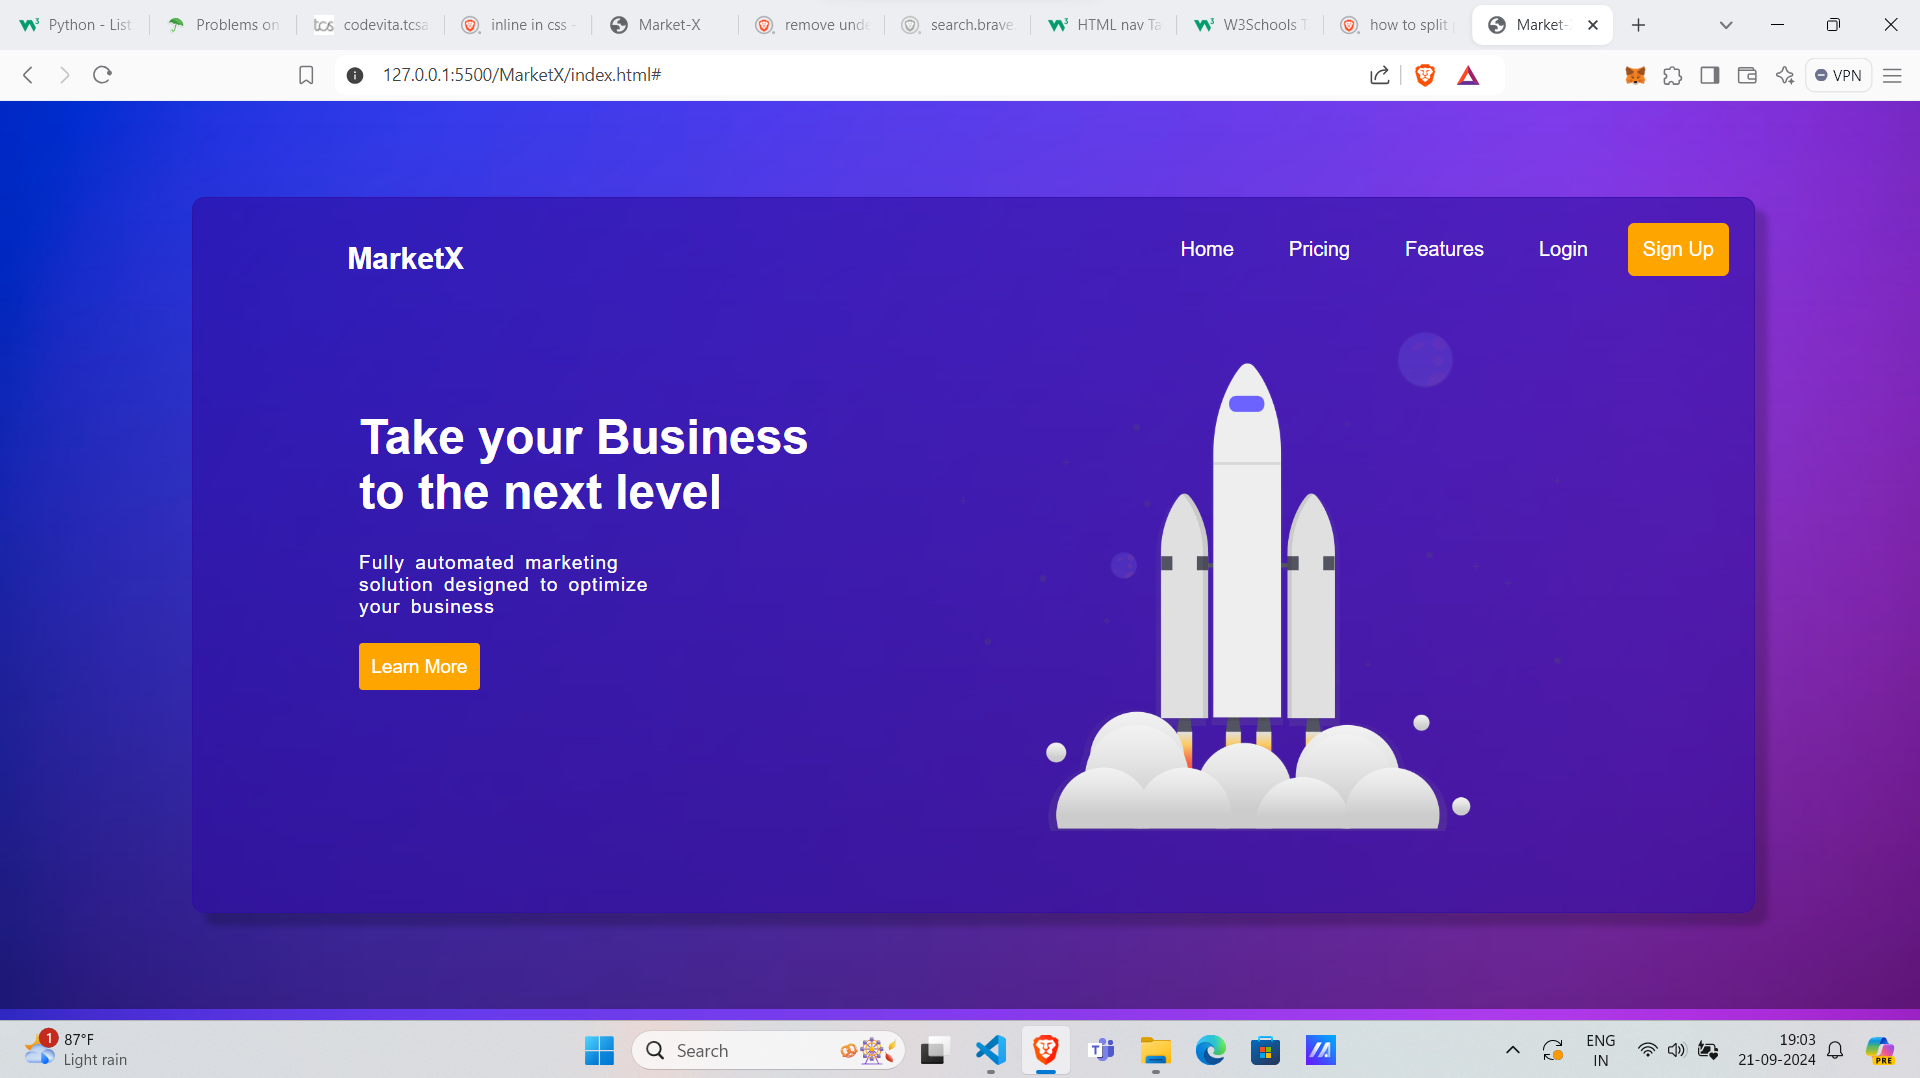 Python - List
Problems on
tcs codevita.tcsa
inline in css -
Market-X
remove unde
search.brave.
HTML nav Ta
W3Schools T
how to split
Market-
127.0.0.1:5500/MarketX/index.html#
VPN
MarketX
Home
Pricing
Features
Login
Sign Up
Take your Business
to the next level
Fully automated marketing
solution designed to optimize
your business
Learn More
1
87°F
Light rain
Search
ENG
IN
19:03
21-09-2024
PRE